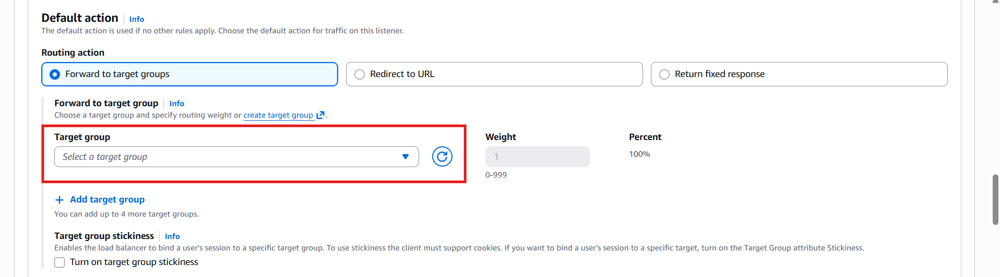 Default action Info
The default action is used if no other rules apply. Choose the default action for traffic on this listener.
Routing action
Forward to target groups
Redirect to URL
Return fixed response
Forward to target group Info
Choose a target group and specify routing weight or create target group .
Target group
Weight
Percent
Select a target group
1
100%
0-999
Add target group
You can add up to 4 more target groups.
Target group stickiness Info
Enables the load balancer to bind a user's session to a specific target group. To use stickiness the client must support cookies. If you want to bind a user's session to a specific target, turn on the Target Group attribute Stickiness.
Turn on target group stickiness